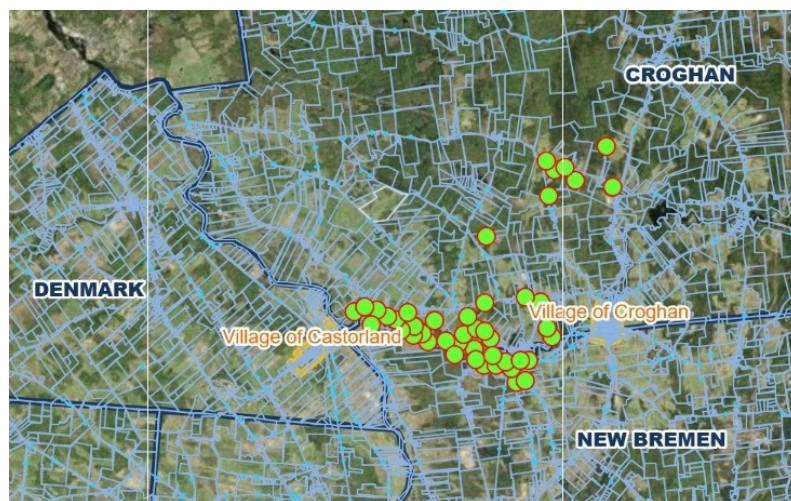 CROGHAN
DENMARK
Village of Croghan
Village of Castorland
NEW BREMEN